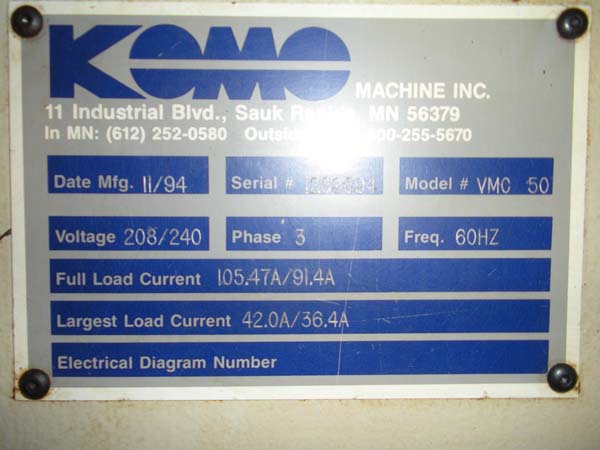 KOMO MACHINE INC.
11 Industrial Blvd., Sauk Rapids, MN 56379
In MN: (612) 252-0580 Outside 800-255-5670
Date Mfg. 11/94 Serial # Model # VMC 50
Voltage 208/240 Phase 3 Freq. 60HZ
Full Load Current 105.47A/91.4A
Largest Load Current 42.0A/36.4A
Electrical Diagram Number